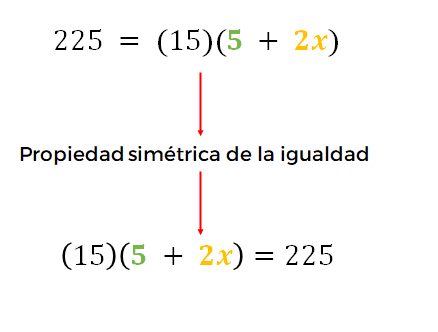 225 = (15)(5 + 2x)
Propiedad simétrica de la igualdad
(15)(5 + 2x) = 225